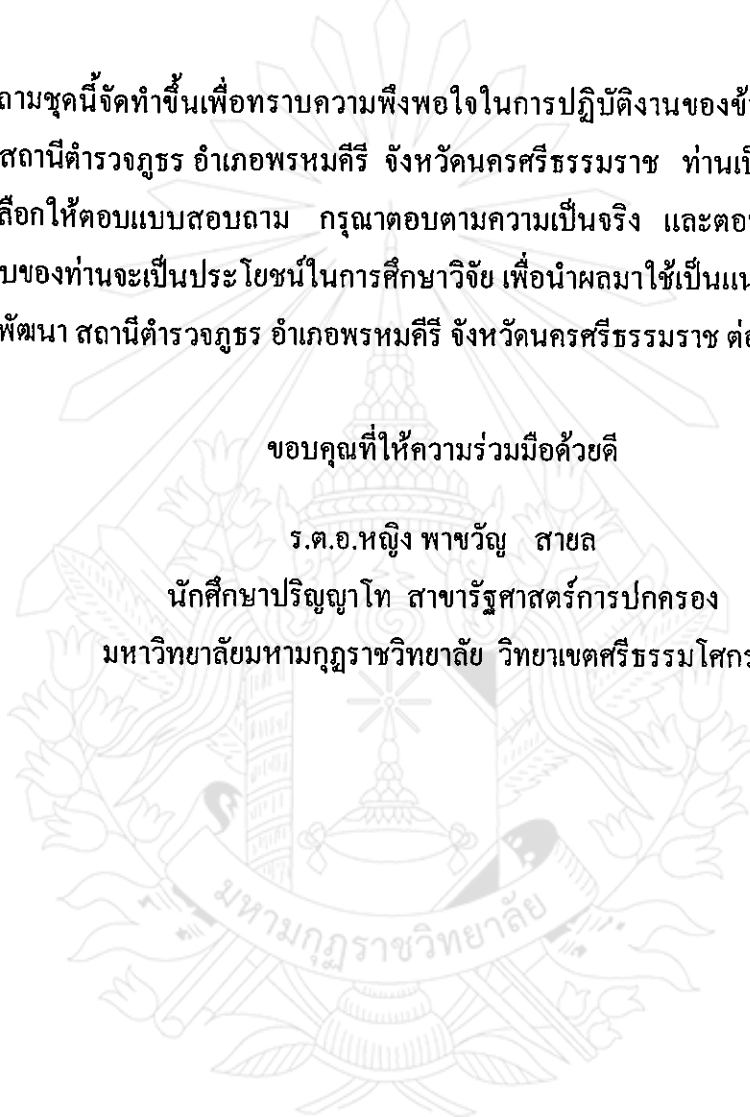 ถามชุดนี้จัดทำขึ้นเพื่อทราบความพึงพอใจในการปฏิบัติงานของข้
สถานีตำรวจภูธร อำเภอพรหมคีรี จังหวัดนครศรีธรรมราช ท่านเป็
ลือกให้ตอบแบบสอบถาม กรุณาตอบตามความเป็นจริง และตอ
บของท่านจะเป็นประโยชน์ในการศึกษาวิจัย เพื่อนำผลมาใช้เป็นแน
พัฒนา สถานีตำรวจภูธร อำเภอพรหมคีรี จังหวัดนครศรีธรรมราช ต่
ขอบคุณที่ให้ความร่วมมือด้วยดี
ร.ต.อ.หญิง พาขวัญ สายล
นักศึกษาปริญญาโท สาขารัฐศาสตร์การปกครอง
มหาวิทยาลัยมหามกุฏราชวิทยาลัย วิทยาเขตศรีธรรมโศกร
มหามกุฏราชวิทยาลัย